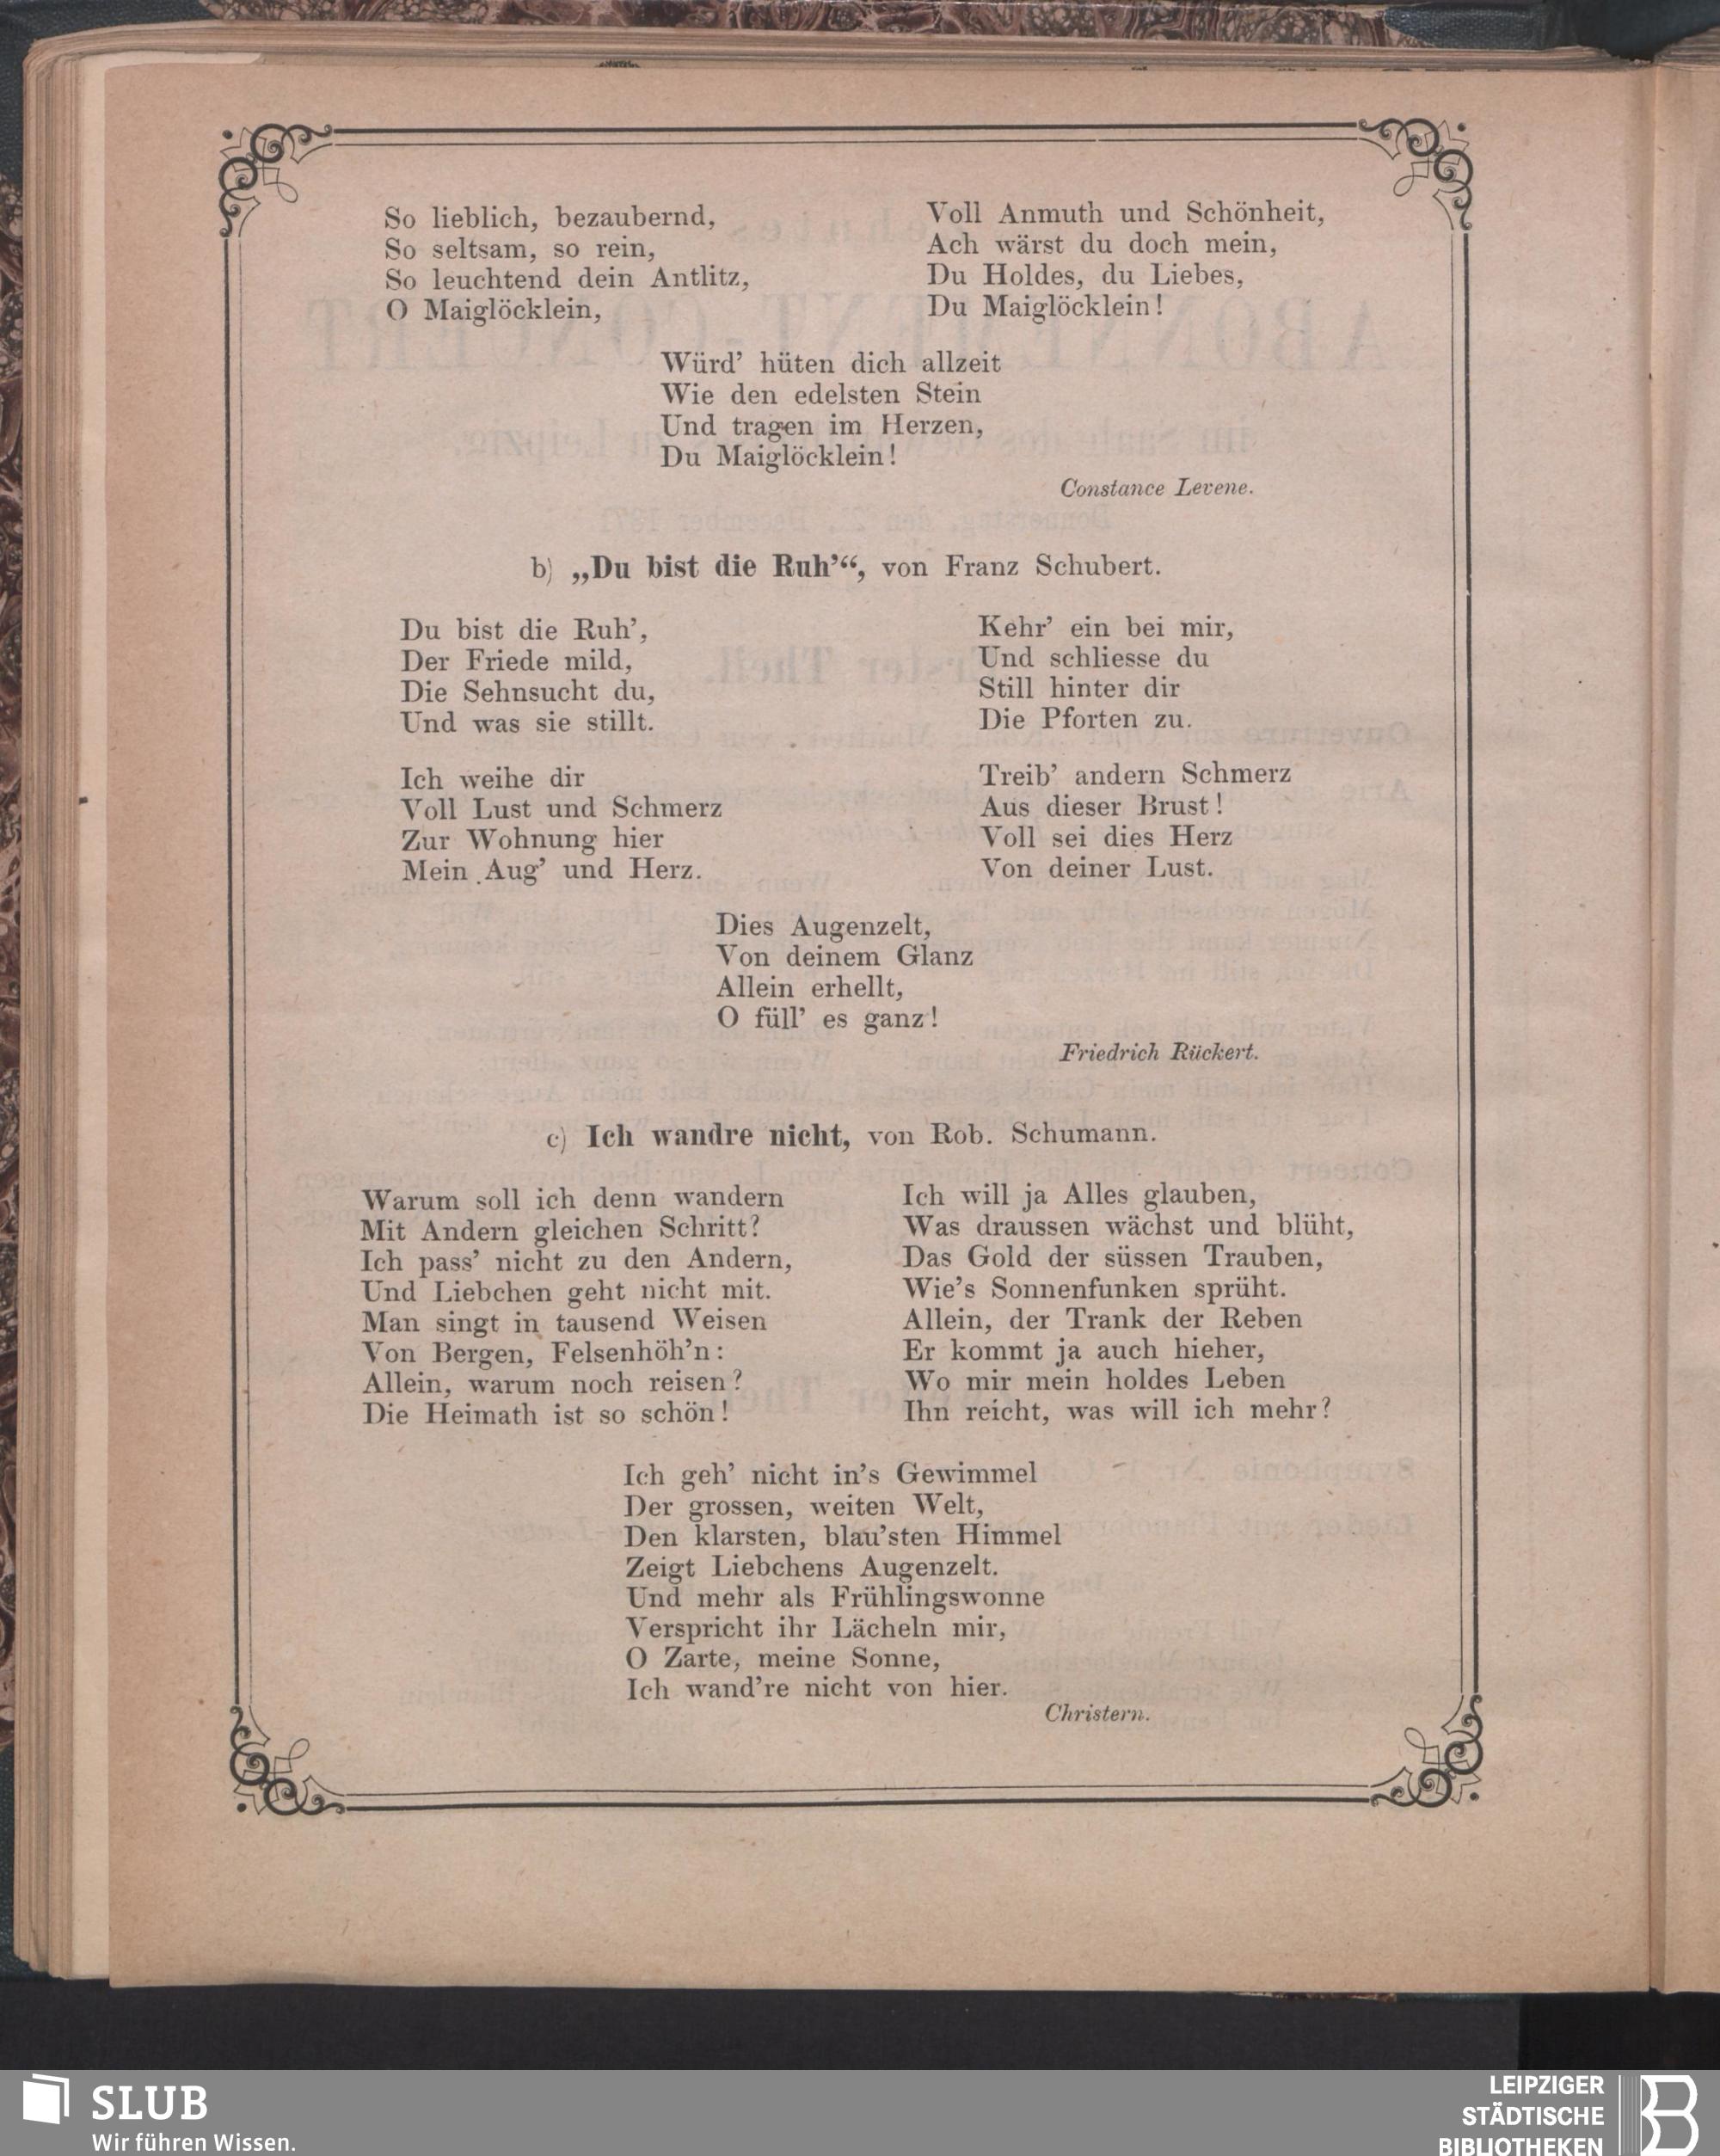 So lieblich, bezaubernd,
So seltsam, so rein,
So leuchtend dein Antlitz,
O Maiglöcklein,
Voll Anmuth und Schönheit,
Ach wärst du doch mein,
Du Holdes, du Liebes,
Du Maiglöcklein!
Würd’ hüten dich allzeit
Wie den edelsten Stein
Und tragen im Herzen,
Du Maiglöcklein!
Constance Levene.
b) „Du bist die Ruh’“, von Franz Schubert.
Du bist die Ruh’,
Der Friede mild,
Die Sehnsucht du,
Und was sie stillt.
Ich weihe dir
Voll Lust und Schmerz
Zur Wohnung hier
Mein Aug’ und Herz.
Kehr’ ein bei mir,
Und schliesse du
Still hinter dir
Die Pforten zu.
Treib’ andern Schmerz
Aus dieser Brust!
Voll sei dies Herz
Von deiner Lust.
Dies Augenzelt,
Von deinem Glanz
Allein erhellt,
O füll’ es ganz!
Friedrich Rückert.
c) Ich wandre nicht, von Rob. Schumann.
Warum soll ich denn wandern
Mit Andern gleichen Schritt?
Ich pass’ nicht zu den Andern,
Und Liebchen geht nicht mit.
Man singt in tausend Weisen
Von Bergen, Felsenhöh’n:
Allein, warum noch reisen?
Die Heimath ist so schön!
Ich will ja Alles glauben,
Was draussen wächst und blüht,
Das Gold der süssen Trauben,
Wie’s Sonnenfunken sprüht.
Allein, der Trank der Reben
Er kommt ja auch hieher,
Wo mir mein holdes Leben
Ihn reicht, was will ich mehr?
Ich geh’ nicht in’s Gewimmel
Der grossen, weiten Welt,
Den klarsten, blau’sten Himmel
Zeigt Liebchens Augenzelt.
Und mehr als Frühlingswonne
Verspricht ihr Lächeln mir,
O Zarte, meine Sonne,
Ich wand’re nicht von hier.
Christern.
SLUB
Wir führen Wissen.
LEIPZIGER
STÄDTISCHE
BIBLIOTHEKEN